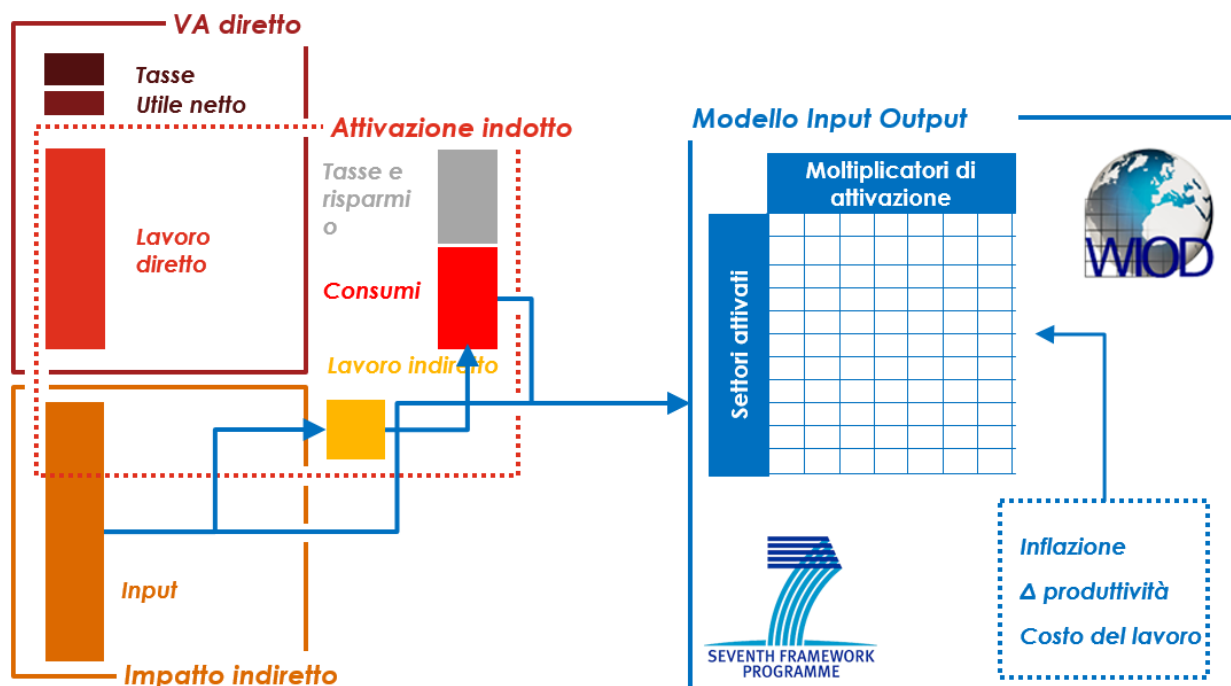 VA diretto
Tasse
Utile netto
Attivazione indotto
Tasse e
risparmi
o
Lavoro
diretto
Consumi
Lavoro indiretto
Input
Impatto indiretto
Modello Input Output
Moltiplicatori di
attivazione
Settori attivati
WIOD
SEVENTH FRAMEWORK
PROGRAMME
Inflazione
Δ produttività
Costo del lavoro